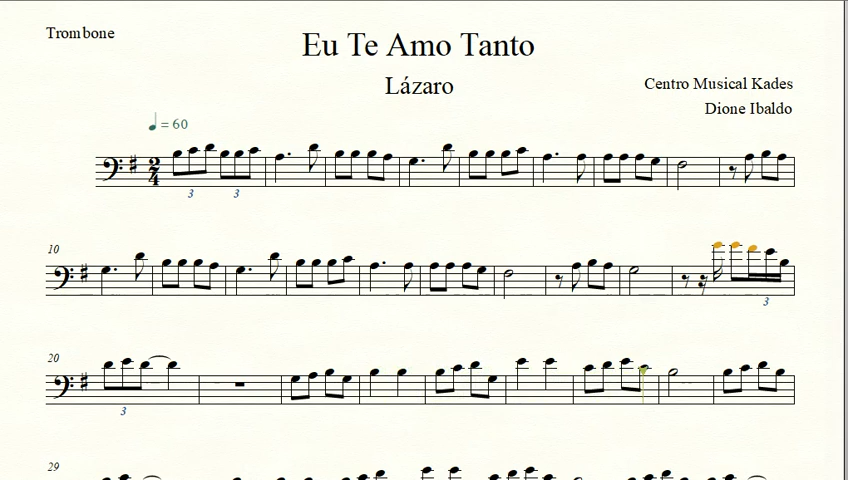 Trombone
Eu Te Amo Tanto
Lázaro
Centro Musical Kades
Dione Ibaldo
= 60
2
4
3 3
10
3
20
3
29